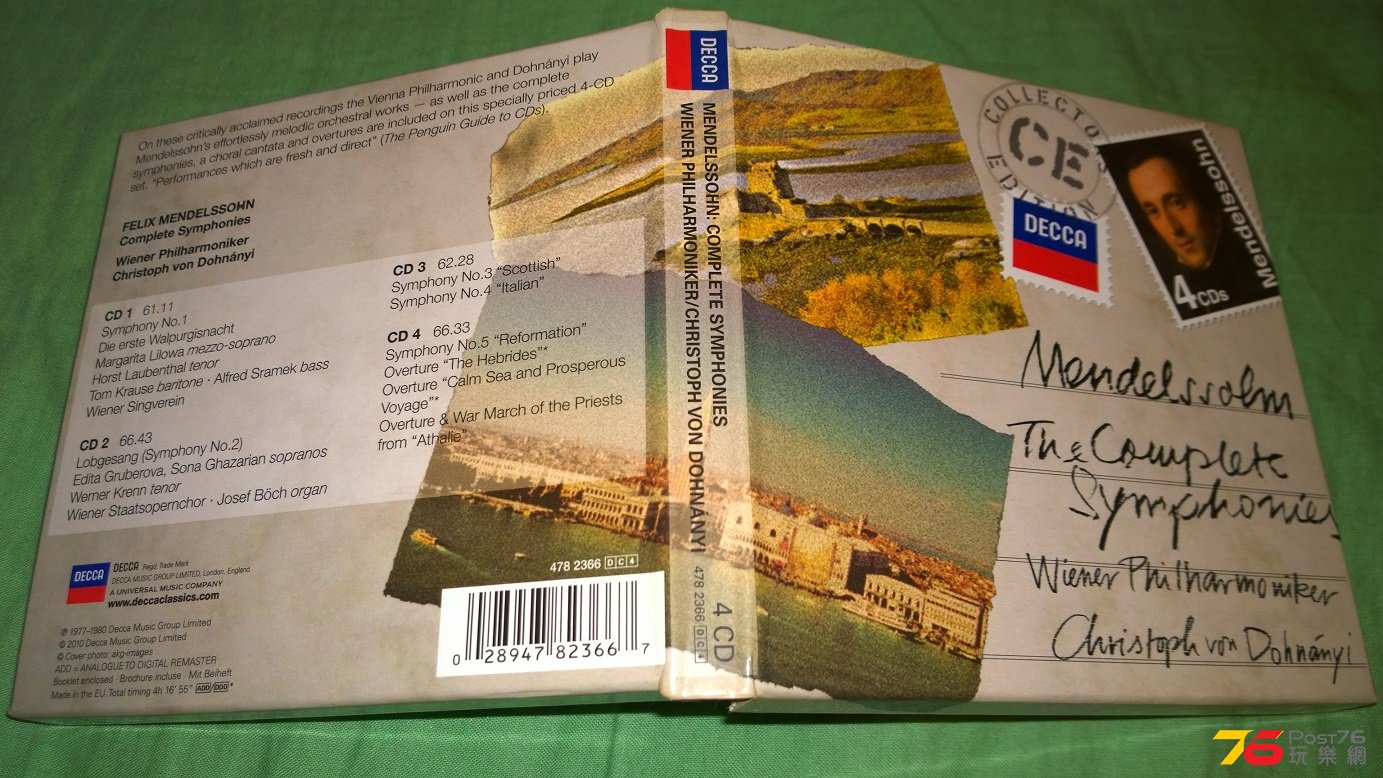 On these critically acclaimed recordings the Vienna Philharmonic and Dohnányi play
Mendelssohn's effortlessly melodic orchestral works — as well as the complete
symphonies, a choral cantata and overtures are included on this specially priced 4-CD
set. "Performances which are fresh and direct" (The Penguin Guide to CDs).
FELIX MENDELSSOHN
Complete Symphonies
Wiener Philharmoniker
Christoph von Dohnányi
CD 1 61.11
Symphony No.1
Die erste Walpurgisnacht
Margarita Lilowa mezzo-soprano
Horst Laubenthal tenor
Tom Krause baritone · Alfred Sramek bass
Wiener Singverein
CD 2 66.43
Lobgesang (Symphony No.2)
Edita Gruberova, Sona Ghazarian sopranos
Werner Krenn tenor
Wiener Staatsopernchor · Josef Böch organ
CD 3 62.28
Symphony No.3 "Scottish"
Symphony No.4 "Italian"
CD 4 66.33
Symphony No.5 "Reformation"
Overture "The Hebrides"*
Overture "Calm Sea and Prosperous
Voyage"*
Overture & War March of the Priests
from "Athalie"
DECCA
DECCA Regd. Trade Mark
DECCA MUSIC GROUP LIMITED, London, England
A UNIVERSAL MUSIC COMPANY
www.deccaclassics.com
℗ 1977–1980 Decca Music Group Limited
© 2010 Decca Music Group Limited
© Cover photo: akg-images
ADD = ANALOGUE TO DIGITAL REMASTER
Booklet enclosed · Brochure incluse · Mit Beiheft
Made in the EU. Total timing 4h 16' 55" ADD/DDD*
478 2366 DC4
0 28947 82366 7
DECCA
MENDELSSOHN: COMPLETE SYMPHONIES
WIENER PHILHARMONIKER/CHRISTOPH VON DOHNÁNYI
478 2366 DC4
4 CD
COLLECTORS
CE
EDITION
DECCA
Mendelssohn
4 CDs
Mendelssohn
The Complete
Symphonies
Wiener Philharmoniker
Christoph von Dohnányi
76 Post76
玩樂網